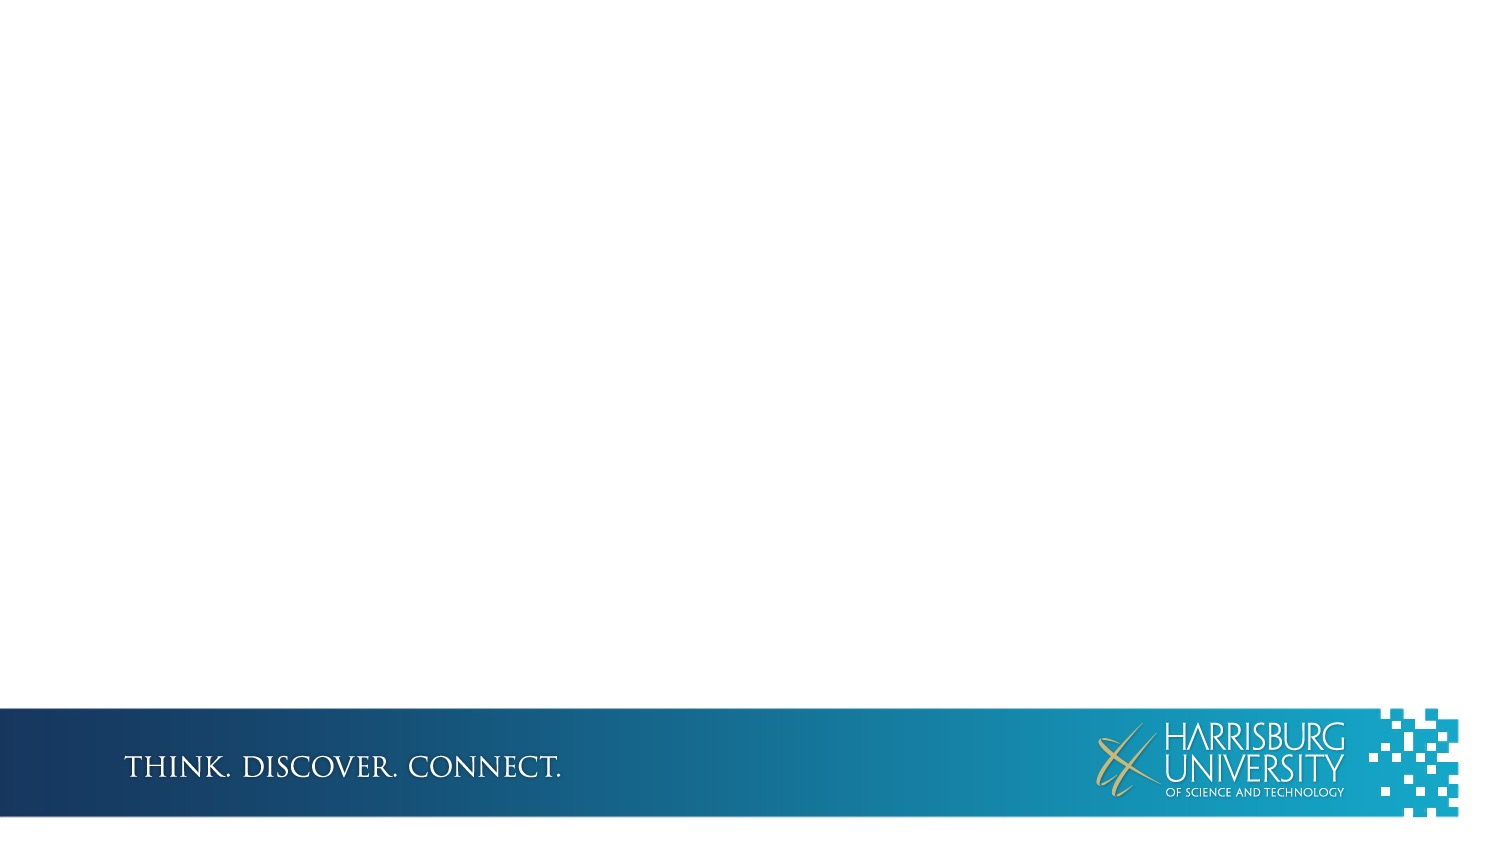 THINK. DISCOVER. CONNECT.
HARRISBURG
UNIVERSITY
OF SCIENCE AND TECHNOLOGY